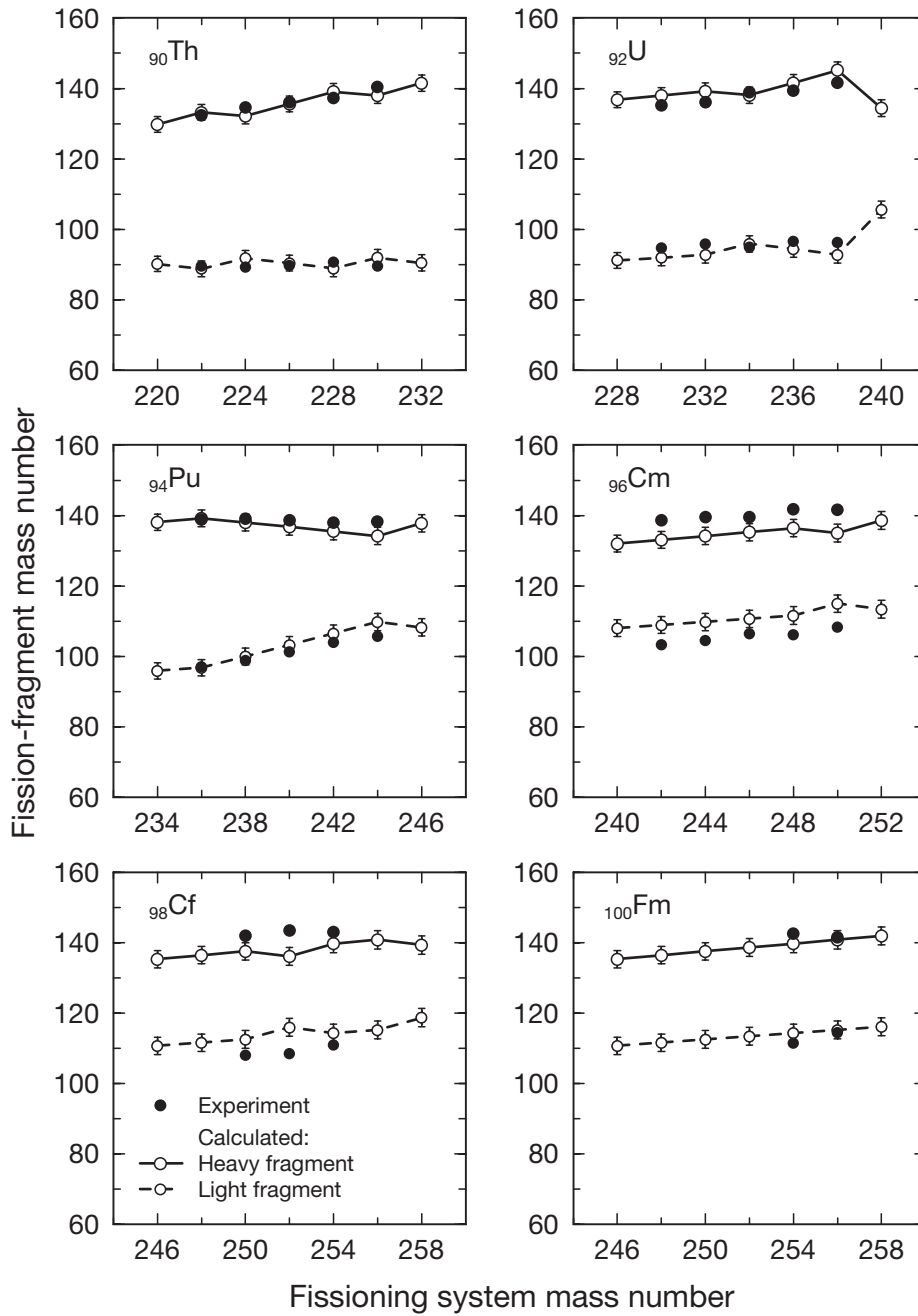 160
140
120
100
80
60
90Th
220 224 228 232
160
140
120
100
80
60
92U
228 232 236 240
160
140
120
100
80
60
94Pu
234 238 242 246
160
140
120
100
80
60
96Cm
240 244 248 252
160
140
120
100
80
60
98Cf
Experiment
Calculated:
Heavy fragment
Light fragment
246 250 254 258
160
140
120
100
80
60
100Fm
246 250 254 258
Fission-fragment mass number
Fissioning system mass number